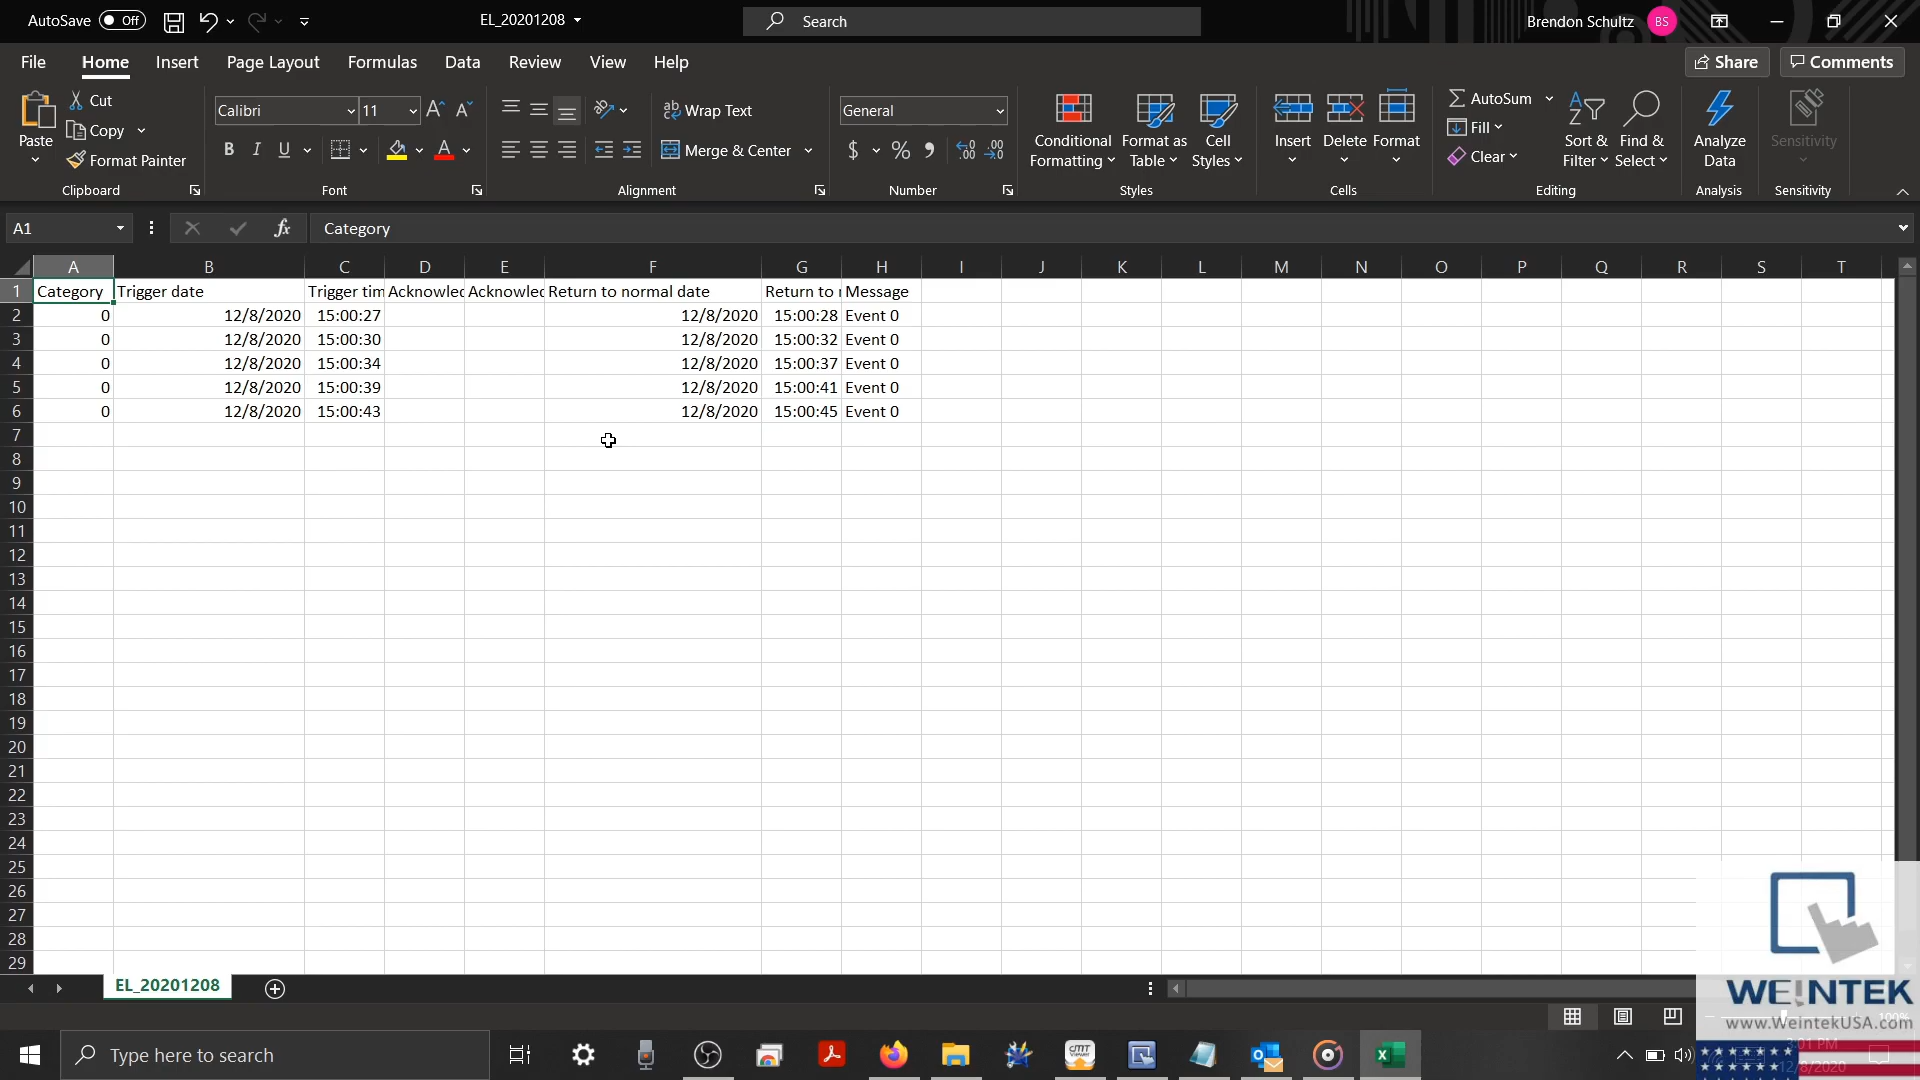 AutoSave Off EL_20201208 Search Brendon Schultz BS
File Home Insert Page Layout Formulas Data Review View Help Share Comments
Cut
Copy
Format Painter
Paste
Clipboard
Calibri 11
B I U A
Font
Wrap Text
Merge & Center
Alignment
General
$ % 9 .00
Number
Conditional Formatting
Format as Table
Cell Styles
Styles
Insert Delete Format
Cells
AutoSum
Fill
Clear
Sort & Filter
Find & Select
Editing
Analyze Data
Analysis
Sensitivity
Sensitivity
A1 fx Category
A B C D E F G H I J K L M N O P Q R S T
1 Category Trigger date Trigger tim Acknowled Acknowled Return to normal date Return to Message
2 0 12/8/2020 15:00:27 12/8/2020 15:00:28 Event 0
3 0 12/8/2020 15:00:30 12/8/2020 15:00:32 Event 0
4 0 12/8/2020 15:00:34 12/8/2020 15:00:37 Event 0
5 0 12/8/2020 15:00:39 12/8/2020 15:00:41 Event 0
6 0 12/8/2020 15:00:43 12/8/2020 15:00:45 Event 0
7
8
9
10
11
12
13
14
15
16
17
18
19
20
21
22
23
24
25
26
27
28
29
EL_20201208
WEINTEK
www.WeintekUSA.com
100%
Type here to search
3:01 PM
12/8/2020